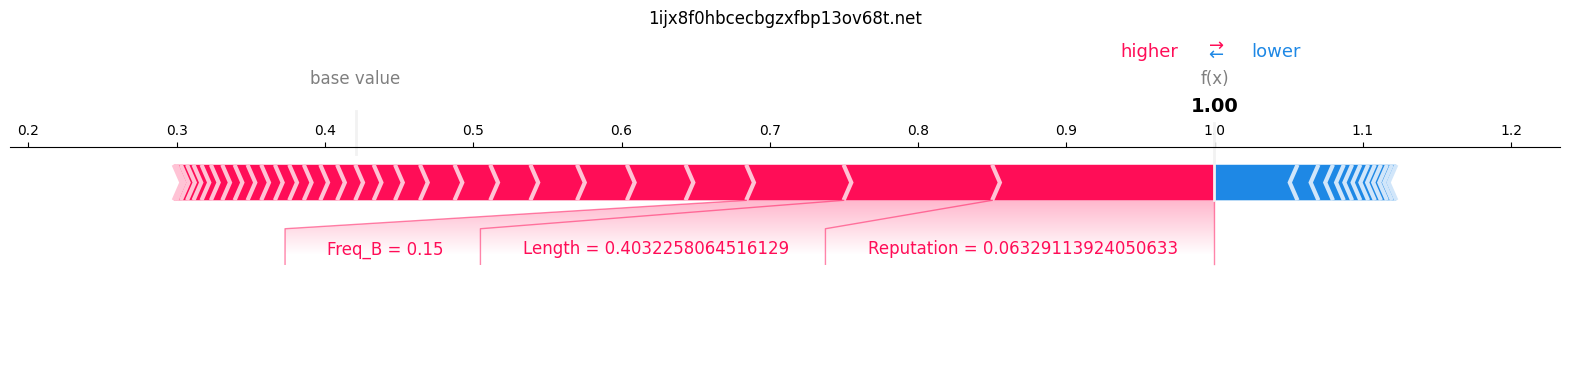 1ijx8f0hbcecbgzxfbp13ov68t.net
higher ⇄ lower
base value f(x)
1.00
0.2 0.3 0.4 0.5 0.6 0.7 0.8 0.9 1.0 1.1 1.2
Freq_B = 0.15 Length = 0.4032258064516129 Reputation = 0.06329113924050633